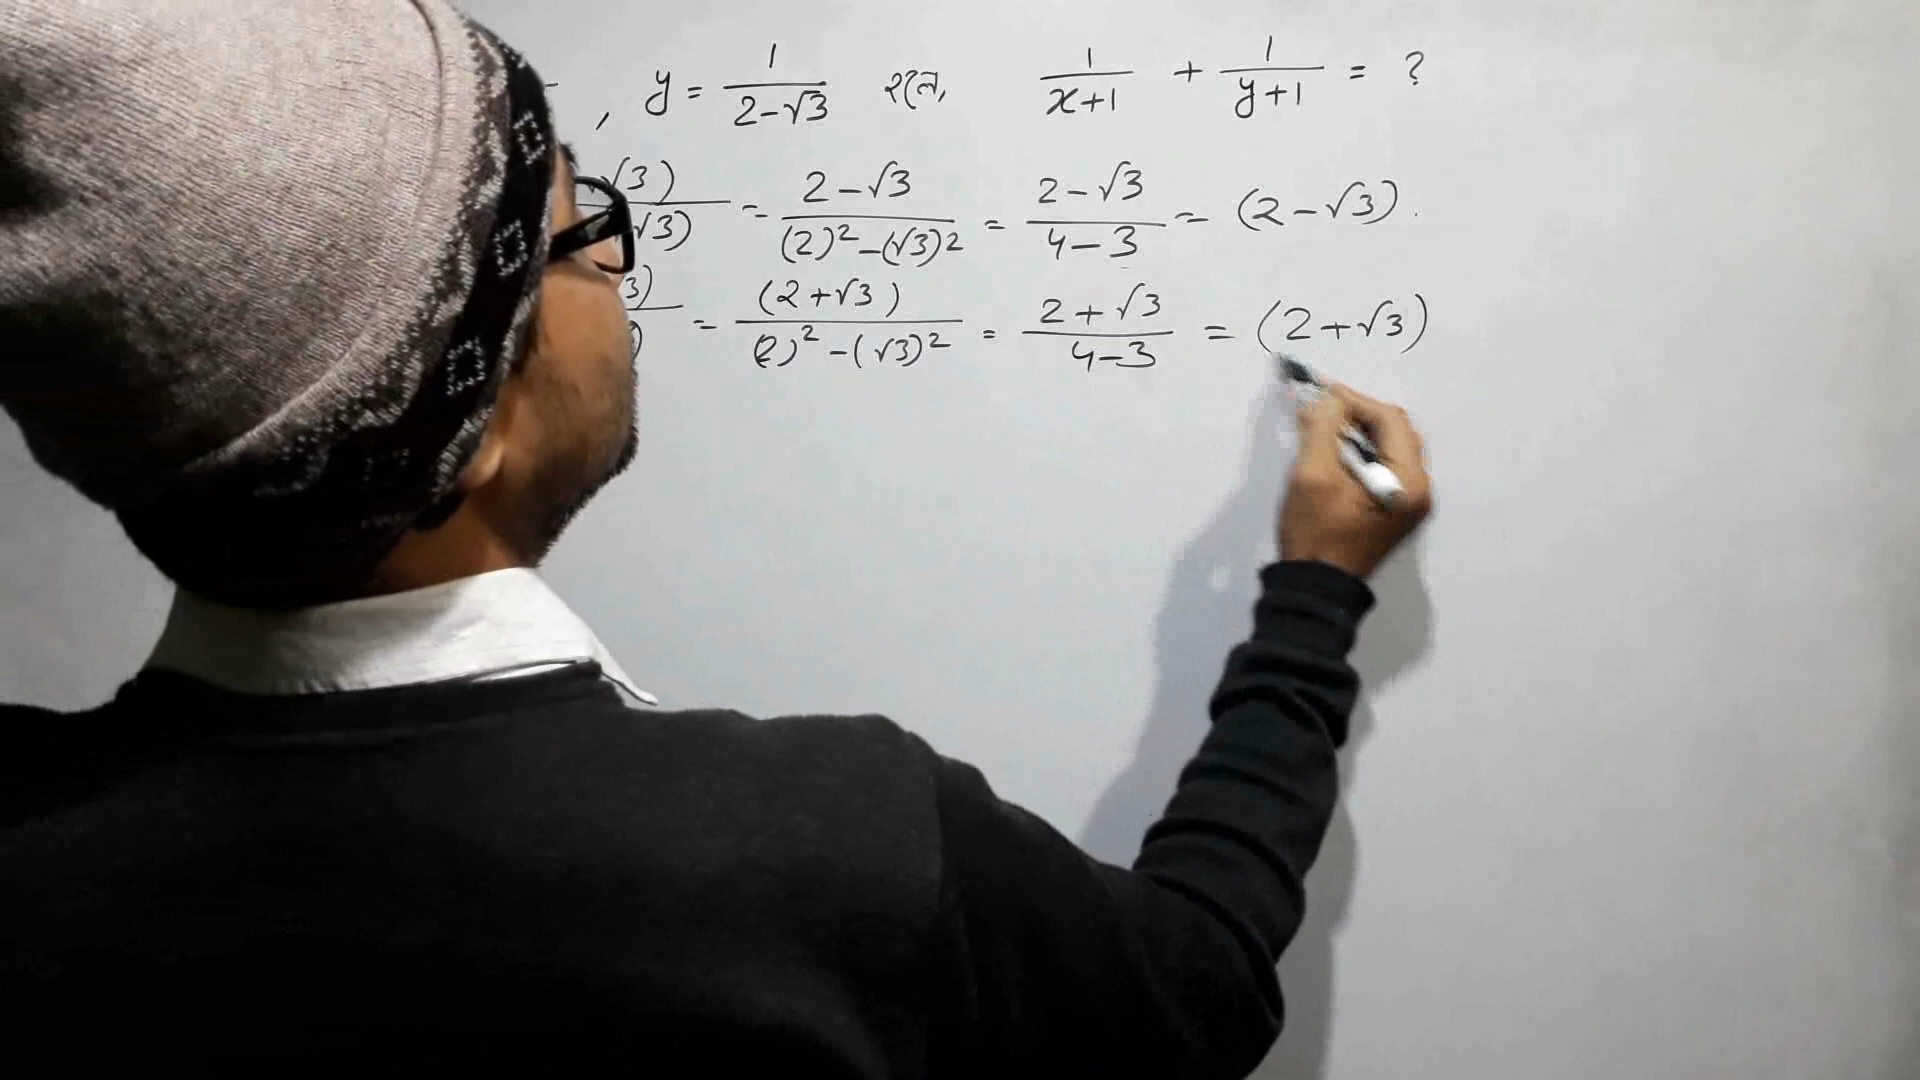 , y = 1/(2-√3) হলে, 1/(x+1) + 1/(y+1) = ?
√3)/√3) = (2-√3)/((2)²-(√3)²) = (2-√3)/(4-3) = (2-√3).
3)/) = (2+√3)/((2)²-(√3)²) = (2+√3)/(4-3) = (2+√3)